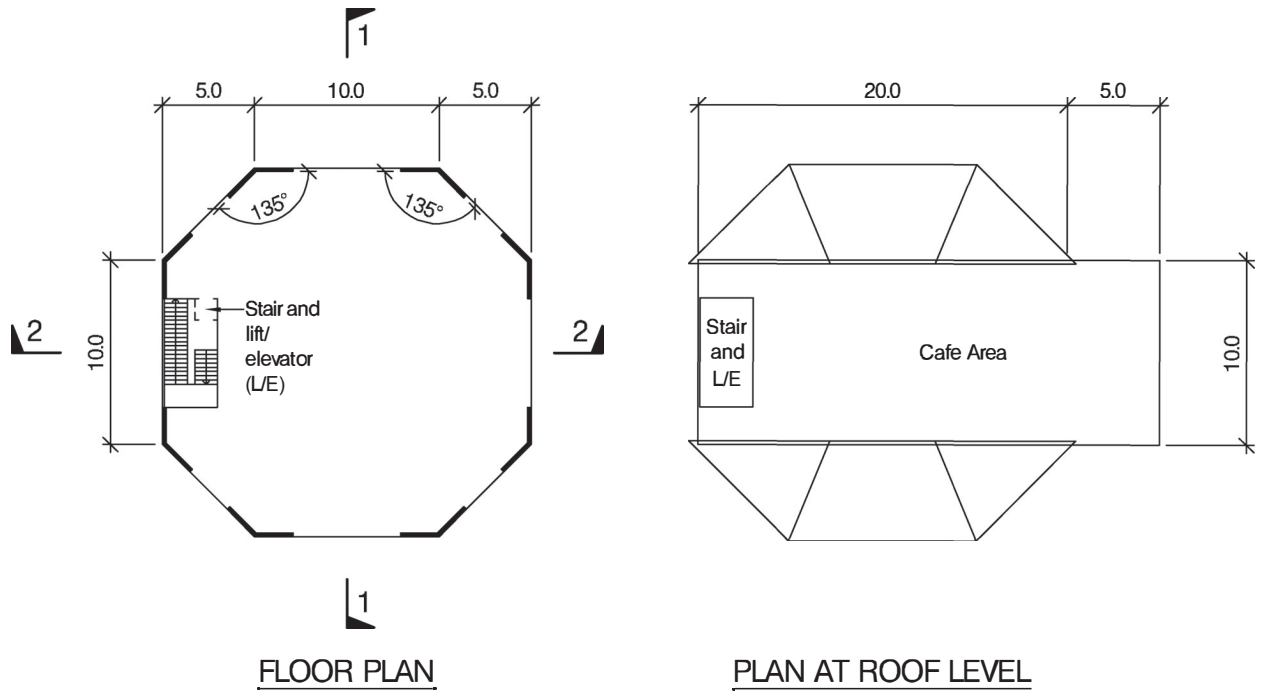 1
5.0 10.0 5.0
20.0 5.0
135° 135°
2 2
10.0
Stair and
lift/
elevator
(L/E)
Stair
and
L/E
Cafe Area
10.0
1
FLOOR PLAN
PLAN AT ROOF LEVEL